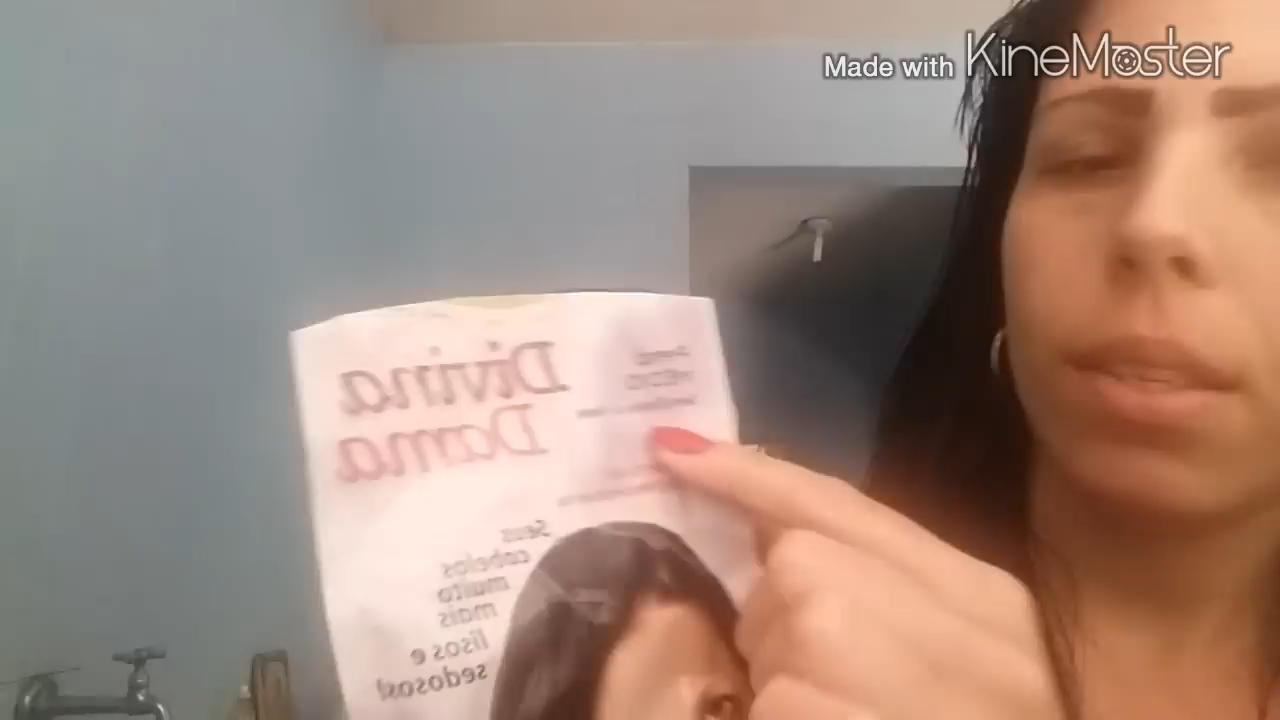 Made with KINEMASTER
Divina
Dama
Seus
cabelos
muito
mais
lisos e
sedosos!